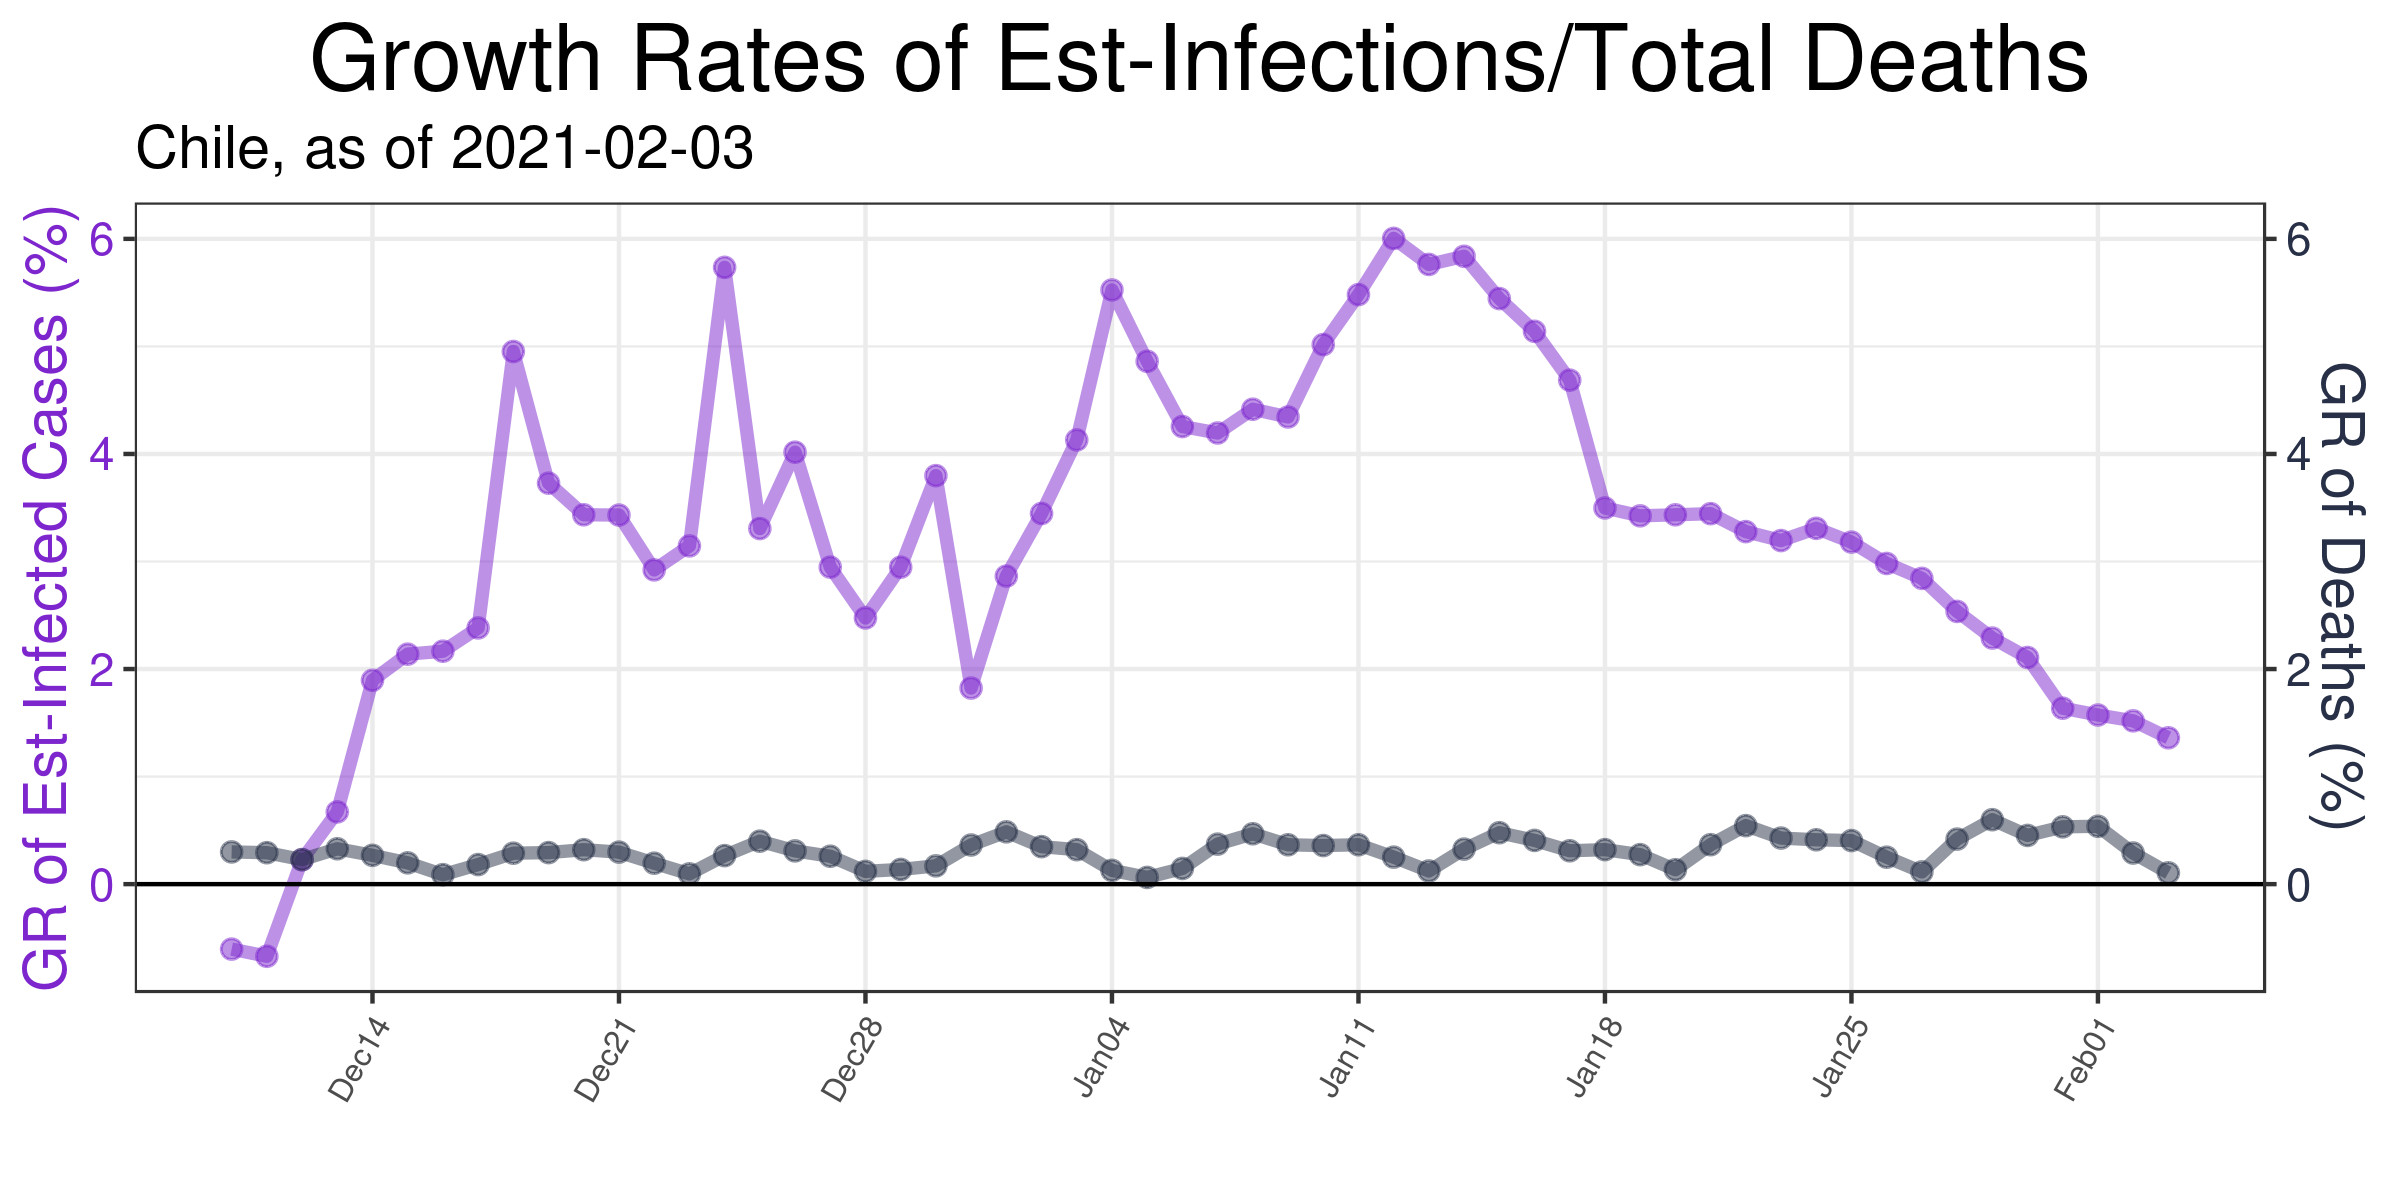 Growth Rates of Est-Infections/Total Deaths
Chile, as of 2021-02-03
GR of Est-Infected Cases (%)
6
4
2
0
6
4
2
0
GR of Deaths (%)
Dec14
Dec21
Dec28
Jan04
Jan11
Jan18
Jan25
Feb01